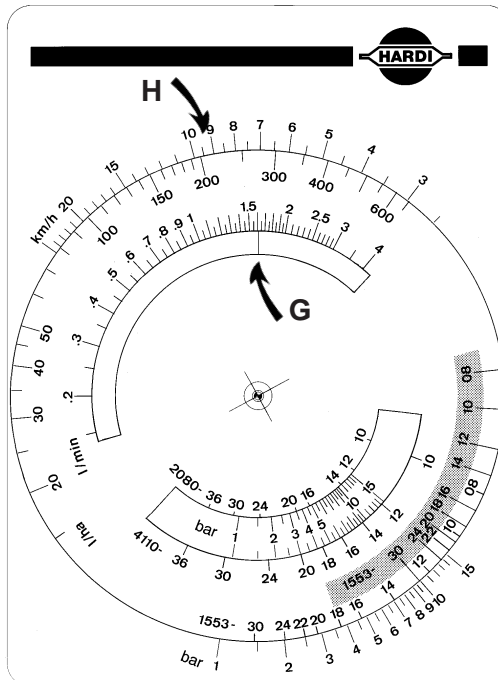 HARDI
H
km/h 20 15 10 9 8 7 6 5 4 3
l/ha 20 30 40 50 100 150 200 300 400 600
l/min .2 .3 .4 .5 .6 .7 .8 .9 1 1.5 2 2.5 3 4
G
2080- 36 30 24 20 16 14 12 10
bar 1 2 3 4 5 10 15
4110- 36 30 24 20 18 16 14 12 10
1553- 30 24 22 20 18 16 14 12 10 08
1553- 30 24 22 20 18 16 14 12 10 08
bar 1 2 3 4 5 6 7 8 9 10 15